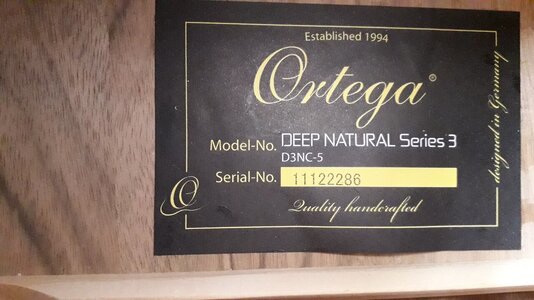 Established 1994
Ortega®
Model-No. DEEP NATURAL Series 3
D3NC-5
Serial-No. 11122286
Quality handcrafted
designed in Germany
O